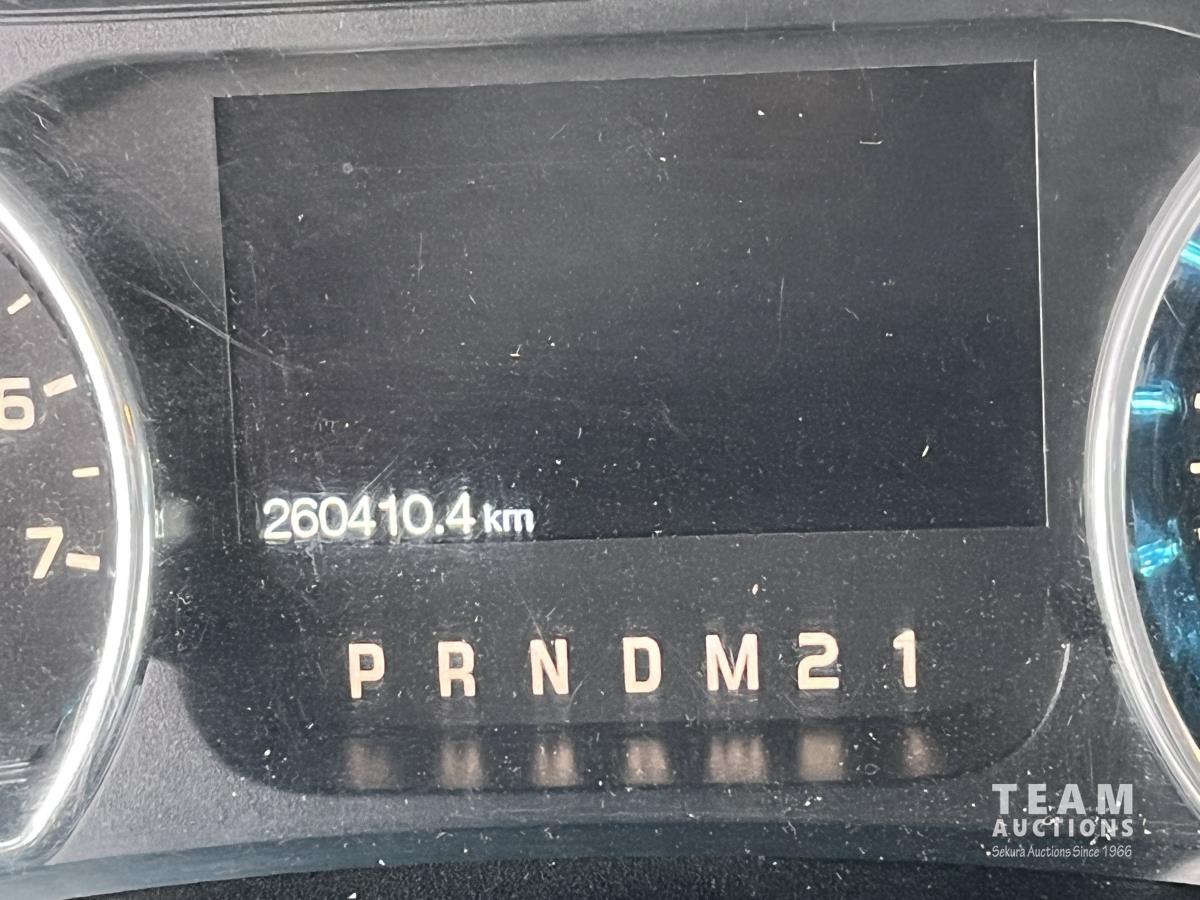 6
7
260410.4 km
P R N D M 2 1
TEAM
AUCTIONS
Sekura Auctions Since 1966